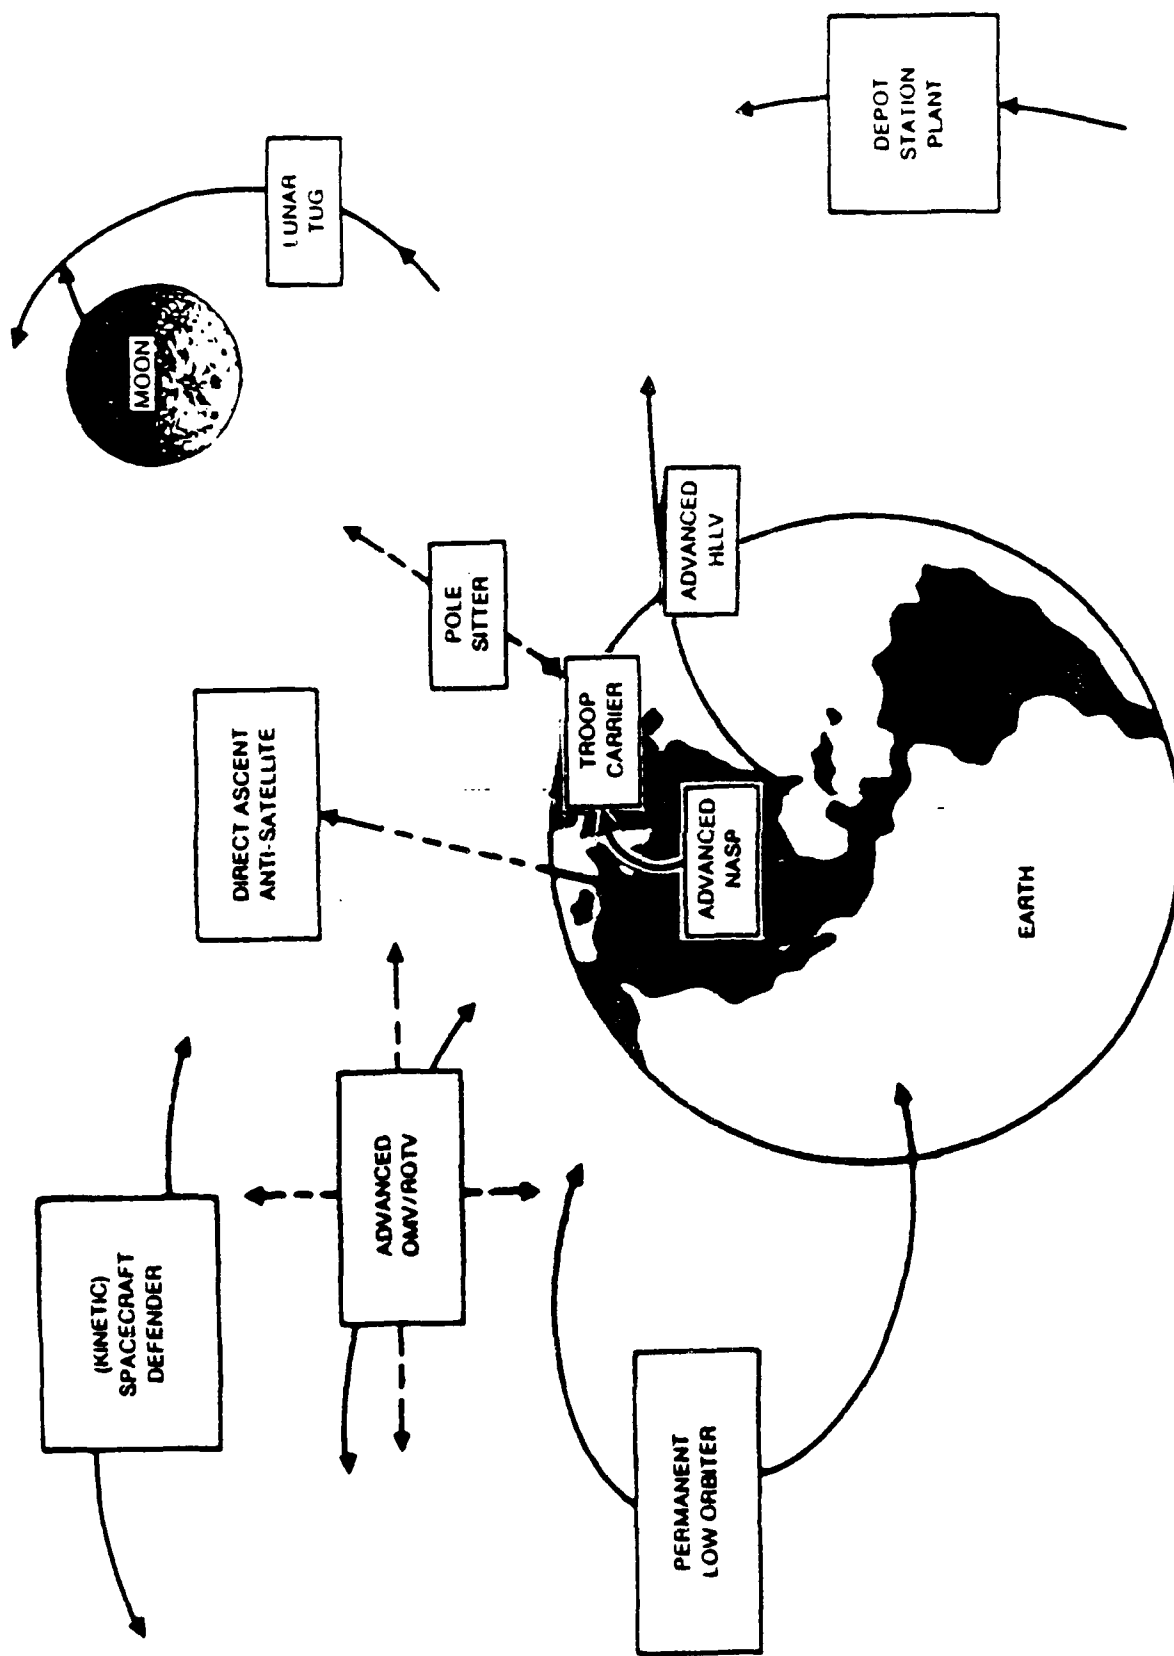 (KINETIC)
SPACECRAFT
DEFENDER
ADVANCED
OMV/ROTV
DIRECT ASCENT
ANTI-SATELLITE
MOON
LUNAR
TUG
POLE
SITTER
PERMANENT
LOW ORBITER
TROOP
CARRIER
ADVANCED
NASP
ADVANCED
HLLV
EARTH
DEPOT
STATION
PLANT